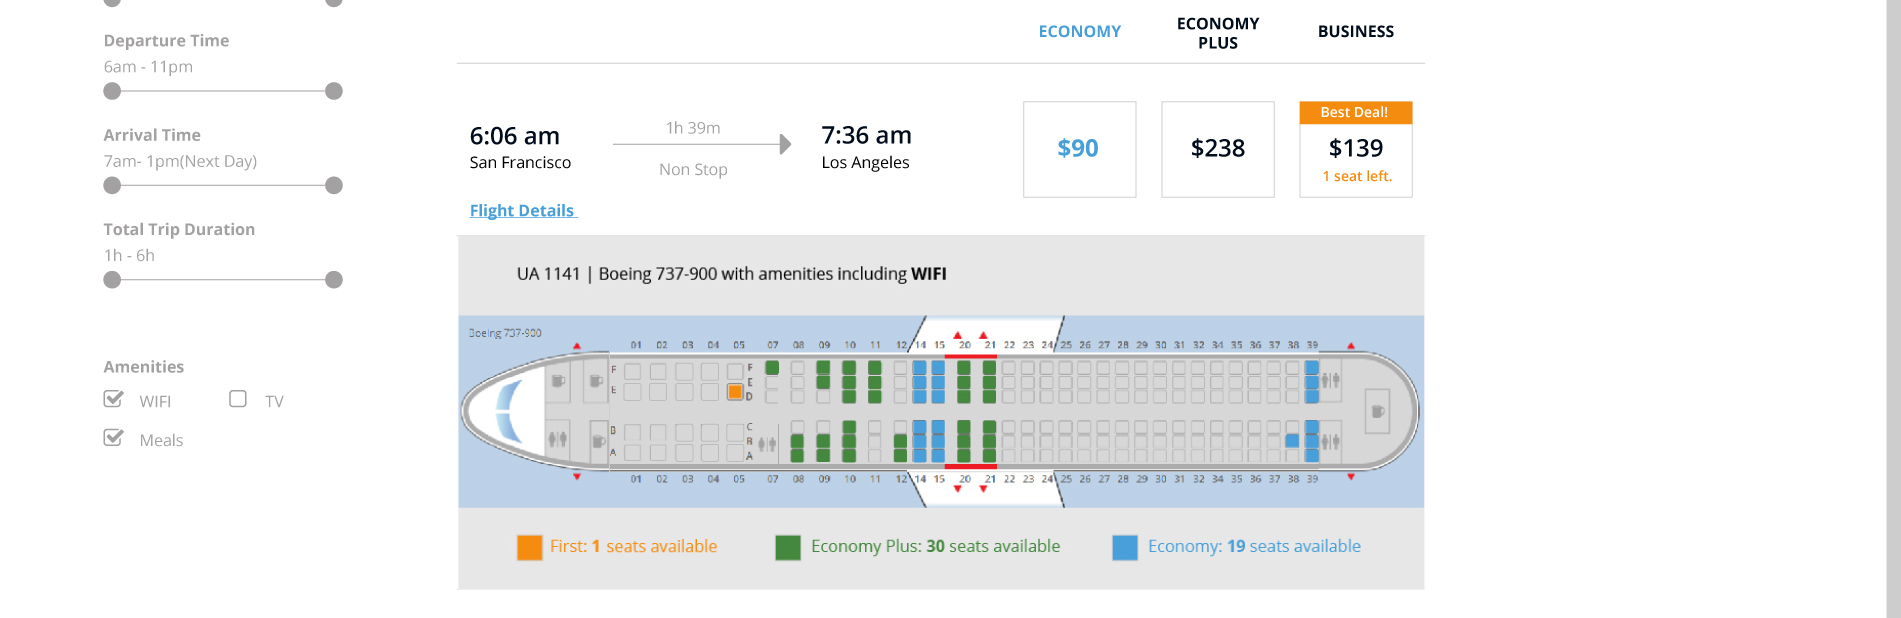 Departure Time
6am - 11pm
Arrival Time
7am- 1pm(Next Day)
Total Trip Duration
1h - 6h
Amenities
WIFI TV
Meals
ECONOMY ECONOMY PLUS BUSINESS
6:06 am
San Francisco
1h 39m
Non Stop
7:36 am
Los Angeles
$90
$238
Best Deal!
$139
1 seat left.
Flight Details
UA 1141 | Boeing 737-900 with amenities including WIFI
Boeing 737-900
01 02 03 04 05 07 08 09 10 11 12 14 15 20 21 22 23 24 25 26 27 28 29 30 31 32 34 35 36 37 38 39
F F
E E
D
C
B B
A A
01 02 03 04 05 07 08 09 10 11 12 14 15 20 21 22 23 24 25 26 27 28 29 30 31 32 34 35 36 37 38 39
First: 1 seats available
Economy Plus: 30 seats available
Economy: 19 seats available